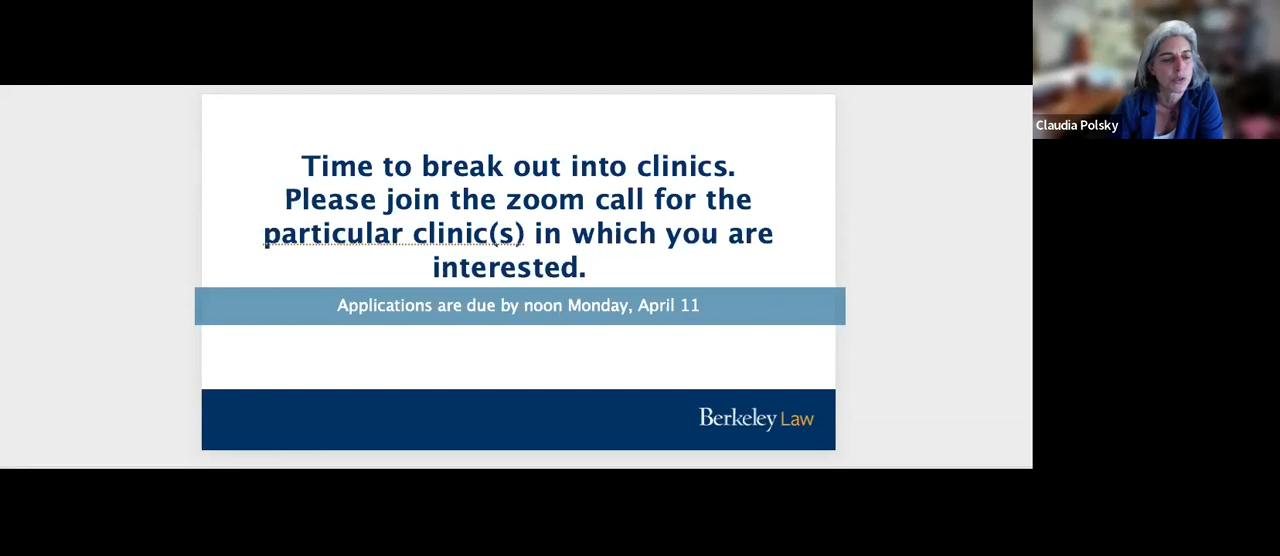 Time to break out into clinics.
Please join the zoom call for the
particular clinic(s) in which you are
interested.
Applications are due by noon Monday, April 11
Berkeley Law
Claudia Polsky